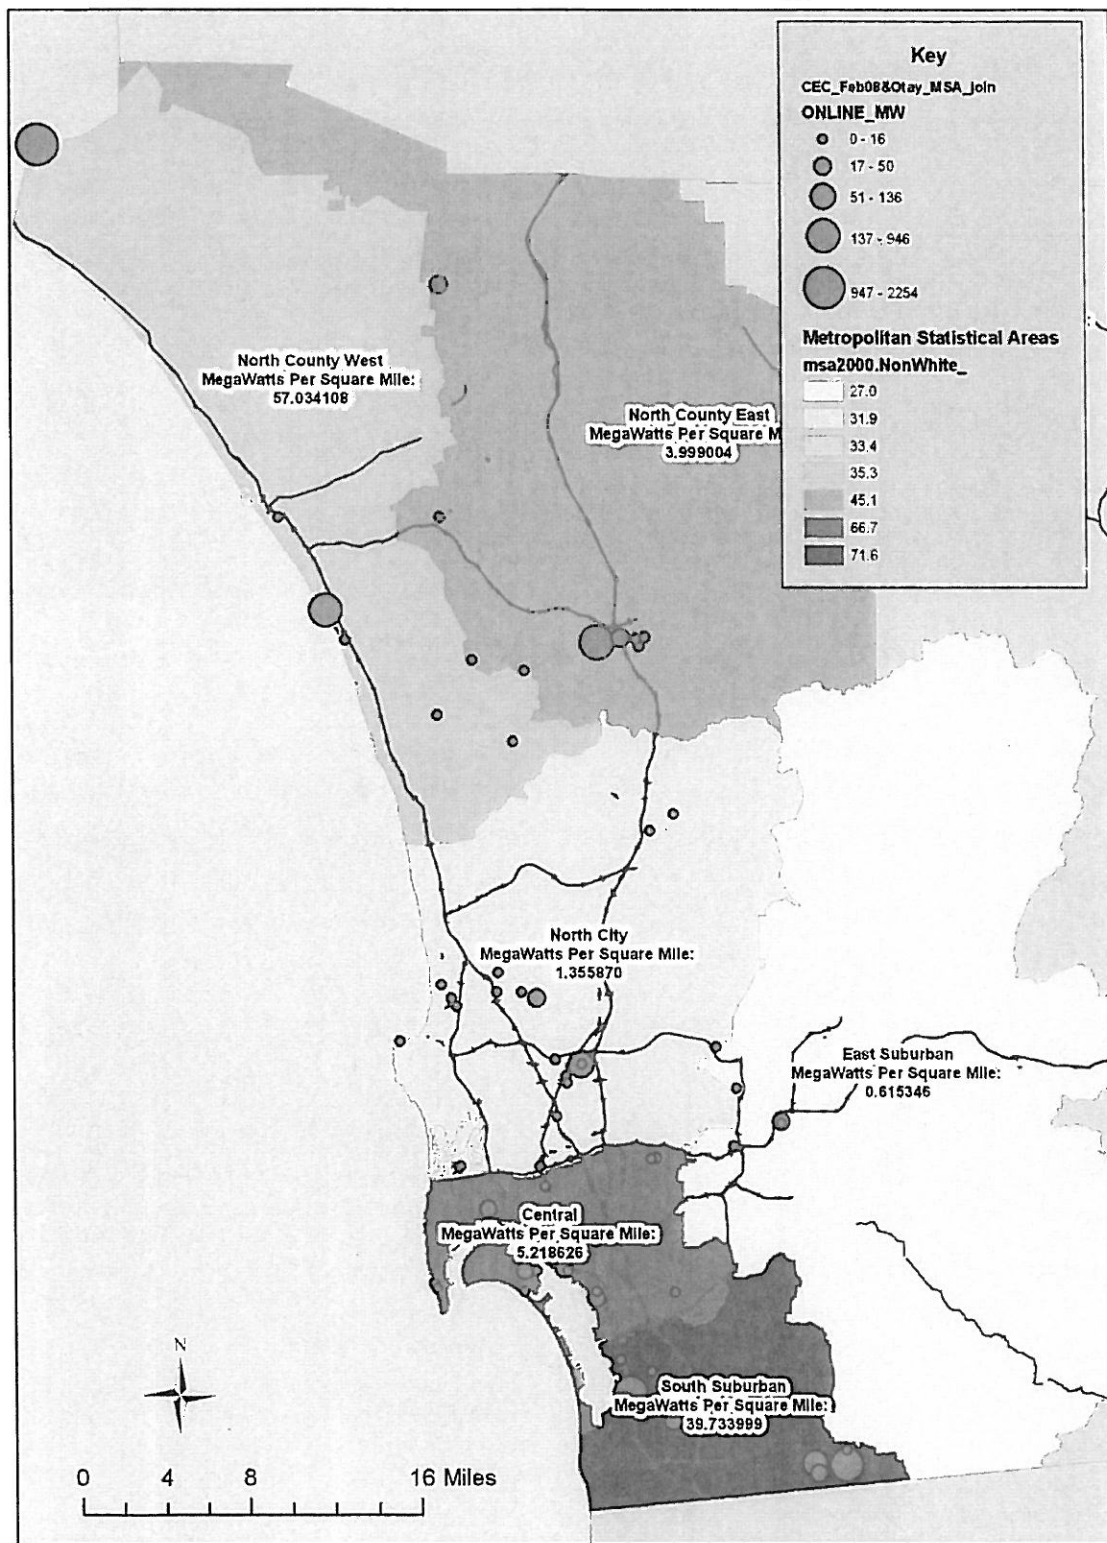 Key
CEC_Feb08&Otay_MSA_join
ONLINE_MW
0 - 16
17 - 50
51 - 136
137 - 946
947 - 2254
Metropolitan Statistical Areas
msa2000.NonWhite_
27.0
31.9
33.4
35.3
45.1
66.7
71.6
North County West
MegaWatts Per Square Mile:
57.034108
North County East
MegaWatts Per Square M
3.999004
North City
MegaWatts Per Square Mile:
1.355870
East Suburban
MegaWatts Per Square Mile:
0.615346
Central
MegaWatts Per Square Mile:
5.218626
South Suburban
MegaWatts Per Square Mile:
39.733999
N
0 4 8 16 Miles